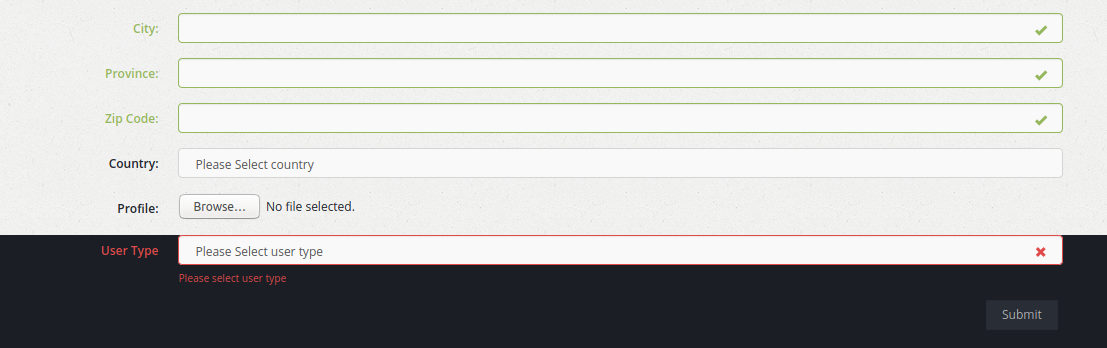 City:
Province:
Zip Code:
Country: Please Select country
Profile: Browse... No file selected.
User Type Please Select user type
Please select user type
Submit